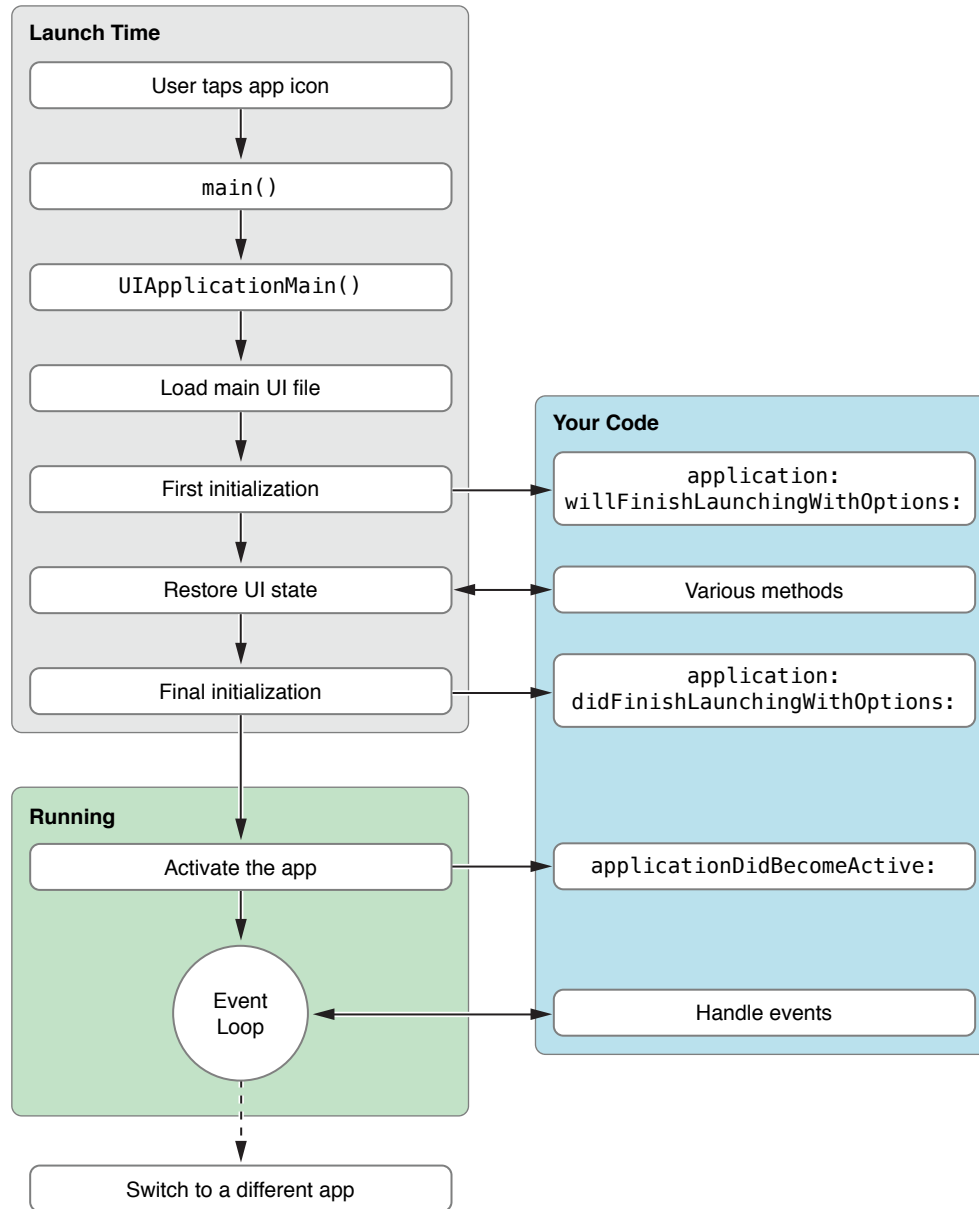 Launch Time
User taps app icon
main()
UIApplicationMain()
Load main UI file
First initialization
Restore UI state
Final initialization
Your Code
application:
willFinishLaunchingWithOptions:
Various methods
application:
didFinishLaunchingWithOptions:
Running
Activate the app
applicationDidBecomeActive:
Event
Loop
Handle events
Switch to a different app